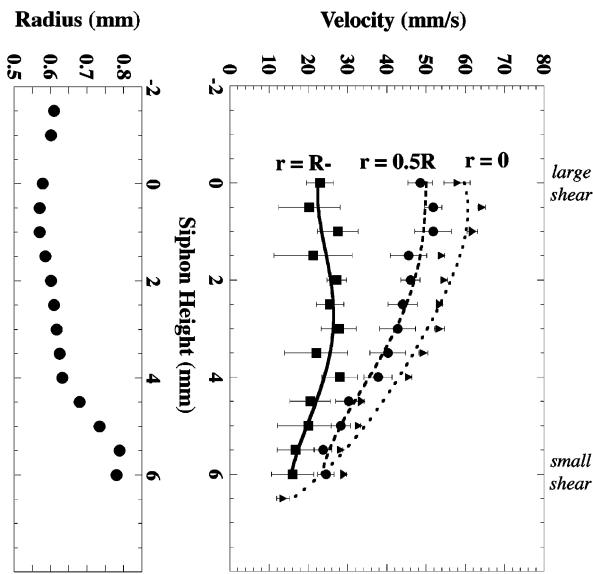 Radius (mm)
0.5 0.6 0.7 0.8
-2
0
2
4
6
Siphon Height (mm)
Velocity (mm/s)
0 10 20 30 40 50 60 70 80
-2
0
2
4
6
r = R-
r = 0.5R
r = 0
large
shear
small
shear